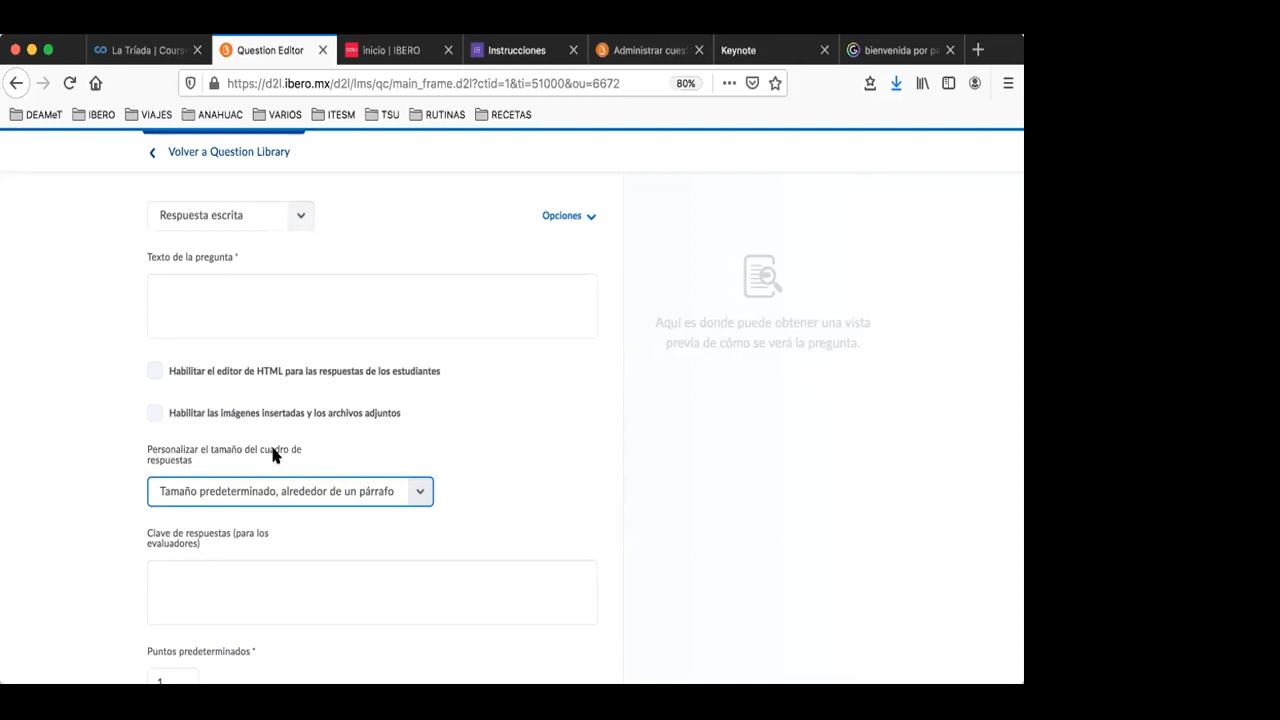 La Tríada | Cours
Question Editor
inicio | IBERO
Instrucciones
Administrar cues
Keynote
bienvenida por p
https://d2l.ibero.mx/d2l/lms/qc/main_frame.d2l?ctid=1&ti=51000&ou=6672
80%
DEAMeT
IBERO
VIAJES
ANAHUAC
VARIOS
ITESM
TSU
RUTINAS
RECETAS
Volver a Question Library
Respuesta escrita
Opciones
Texto de la pregunta *
Aquí es donde puede obtener una vista
previa de cómo se verá la pregunta.
Habilitar el editor de HTML para las respuestas de los estudiantes
Habilitar las imágenes insertadas y los archivos adjuntos
Personalizar el tamaño del cuadro de
respuestas
Tamaño predeterminado, alrededor de un párrafo
Clave de respuestas (para los
evaluadores)
Puntos predeterminados *
1